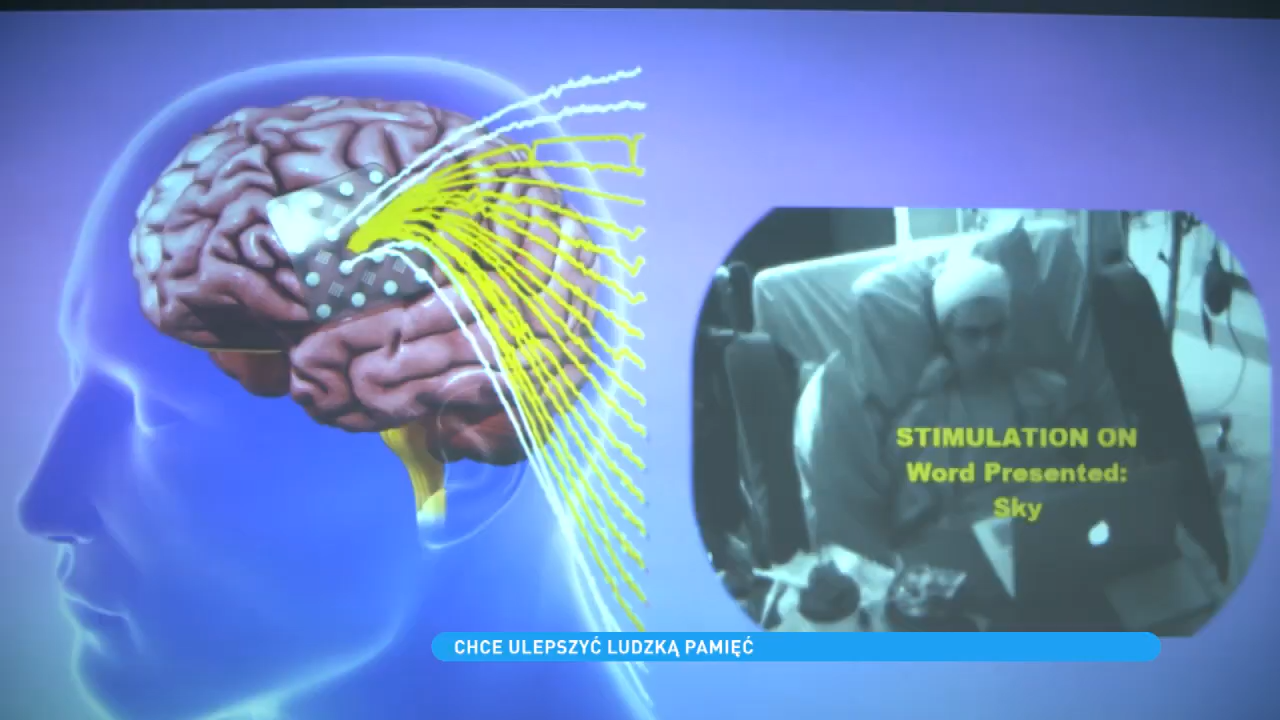 STIMULATION ON
Word Presented:
Sky
CHCE ULEPSZYĆ LUDZKĄ PAMIĘĆ